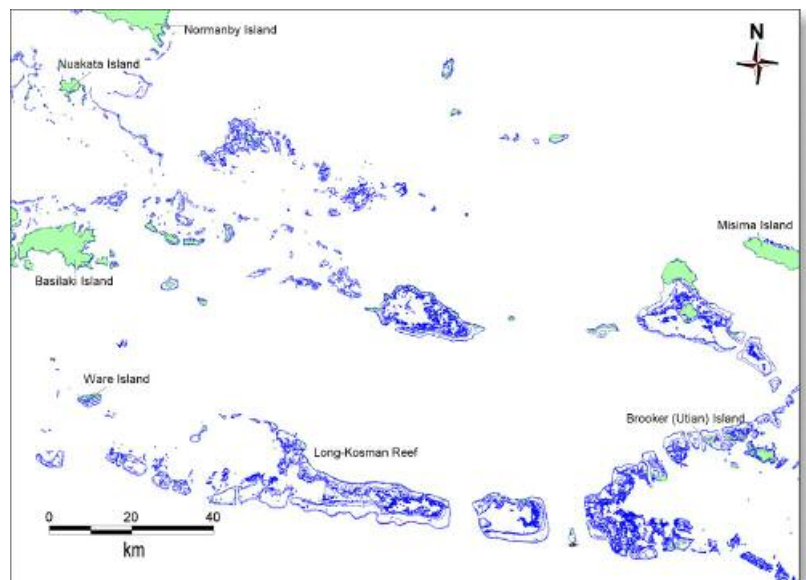 Normanby Island
N
Nuakata Island
Misima Island
Basilaki Island
Ware Island
Brooker (Utian) Island
Long-Kosman Reef
0 20 40
km